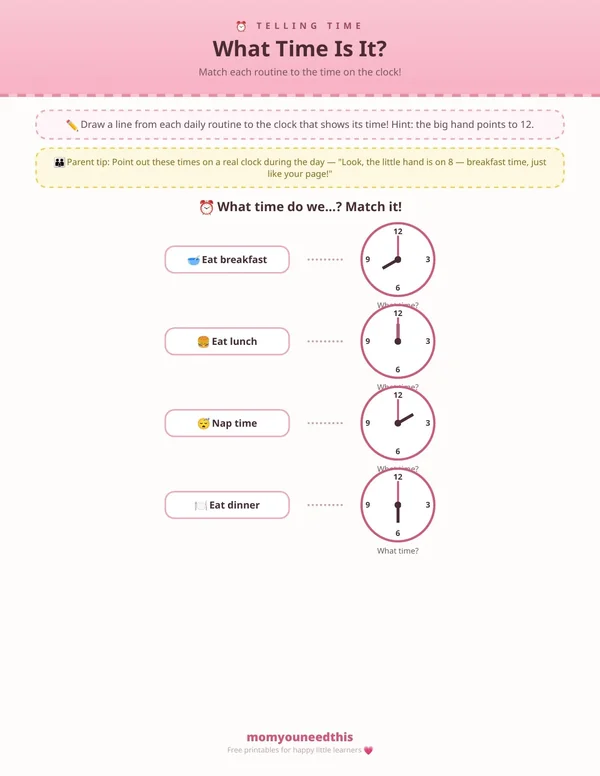 ⏰ TELLING TIME
What Time Is It?
Match each routine to the time on the clock!
✏️ Draw a line from each daily routine to the clock that shows its time! Hint: the big hand points to 12.
👪 Parent tip: Point out these times on a real clock during the day — "Look, the little hand is on 8 — breakfast time, just
like your page!"
⏰ What time do we...? Match it!
🥣 Eat breakfast
12
9 3
6
What time?
🍔 Eat lunch
12
9 3
6
What time?
😴 Nap time
12
9 3
6
What time?
🍽️ Eat dinner
12
9 3
6
What time?
momyouneedthis
Free printables for happy little learners 💗